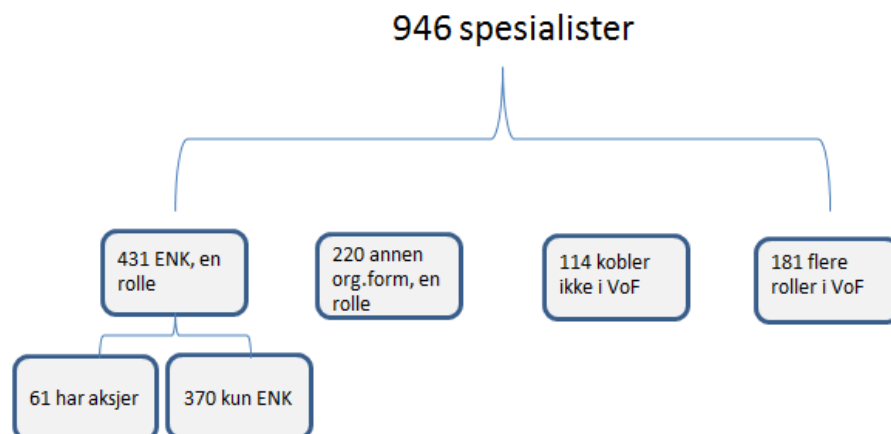 946 spesialister
431 ENK, en
rolle
220 annen
org.form, en
rolle
114 kobler
ikke i VoF
181 flere
roller i VoF
61 har aksjer
370 kun ENK